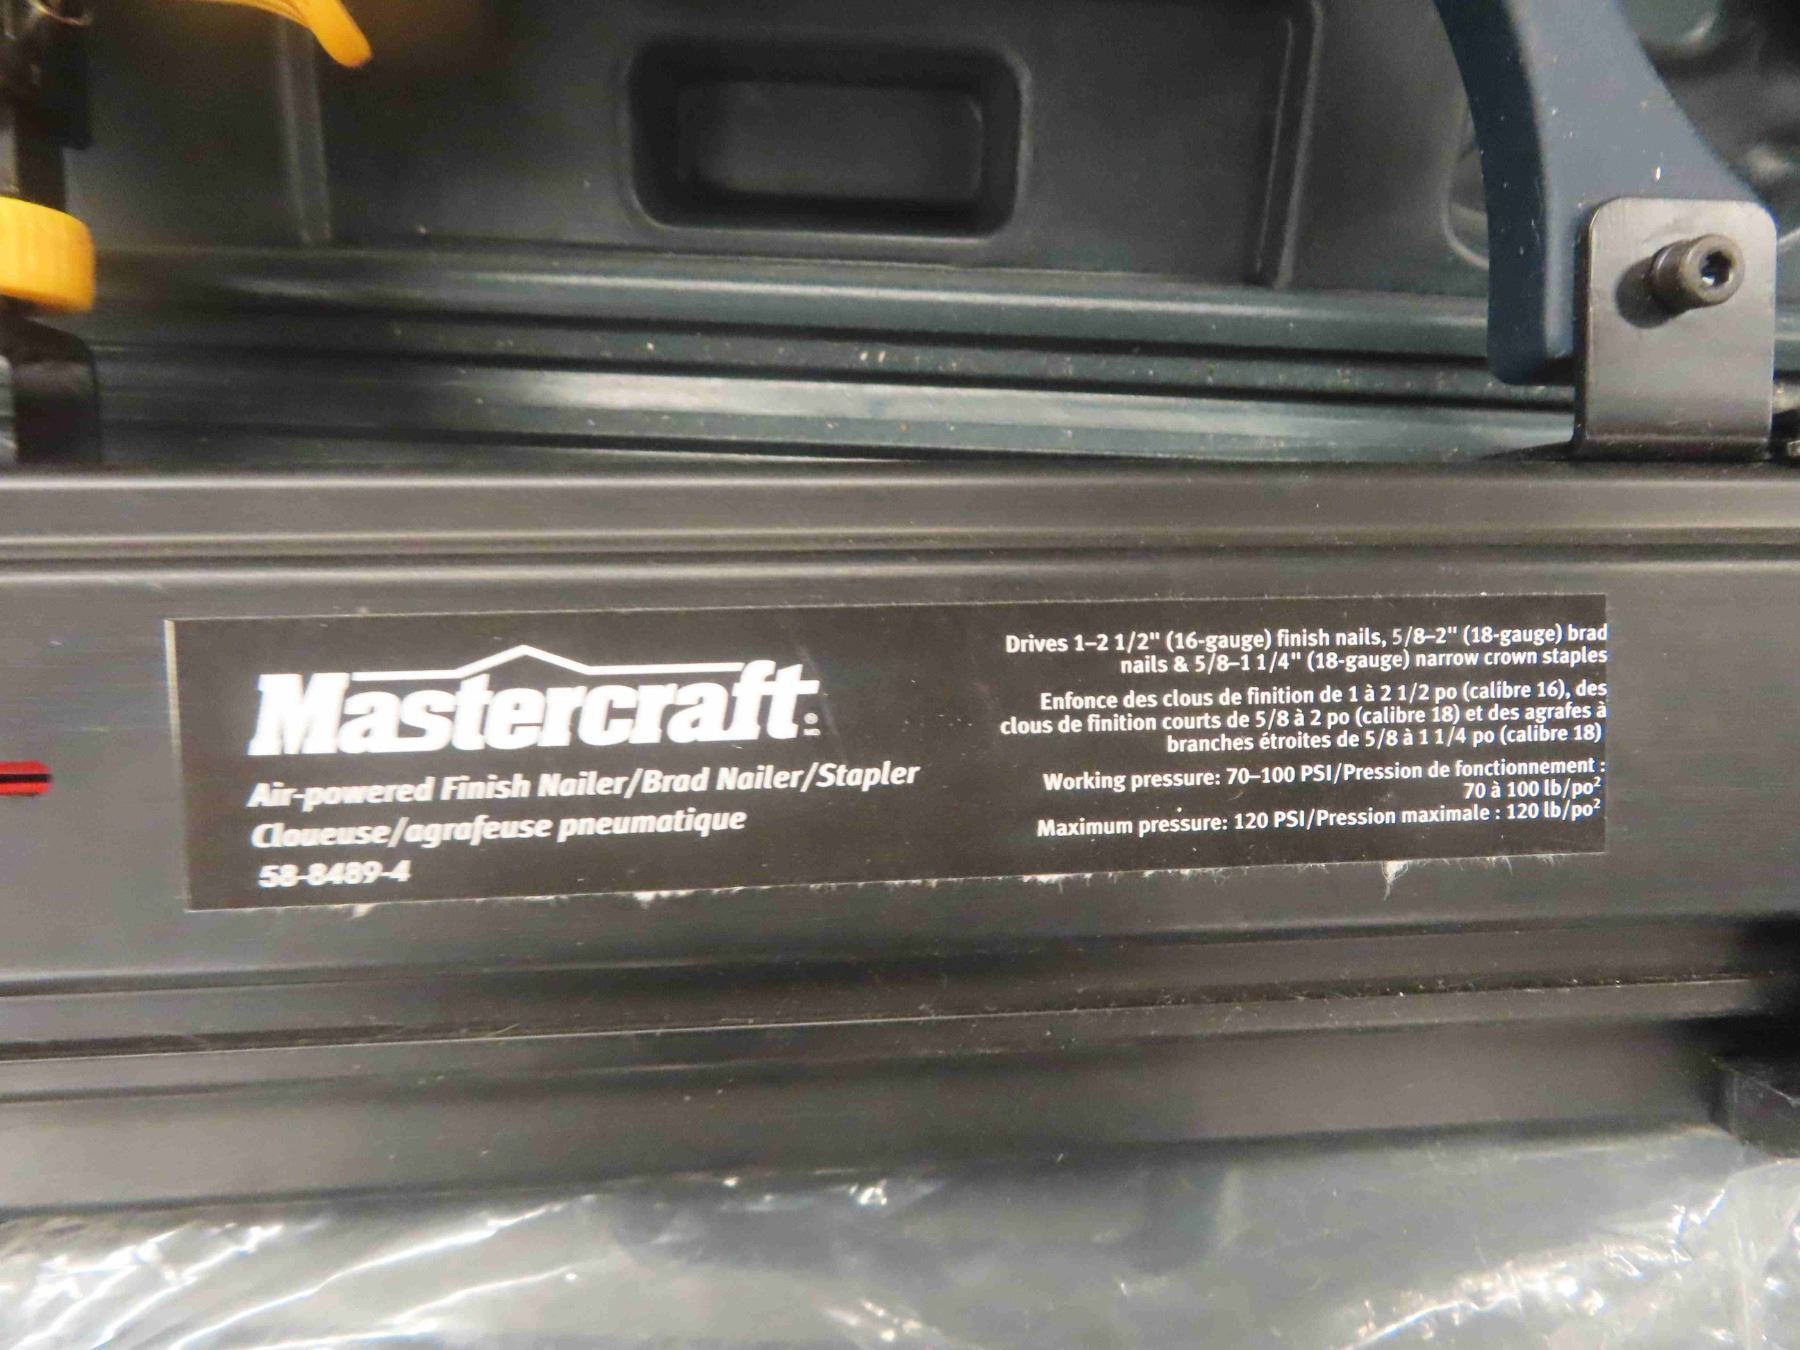 Mastercraft®
Air-powered Finish Nailer/Brad Nailer/Stapler
Cloueuse/agrafeuse pneumatique
58-8489-4
Drives 1–2 1/2" (16-gauge) finish nails, 5/8–2" (18-gauge) brad
nails & 5/8–1 1/4" (18-gauge) narrow crown staples
Enfonce des clous de finition de 1 à 2 1/2 po (calibre 16), des
clous de finition courts de 5/8 à 2 po (calibre 18) et des agrafes à
branches étroites de 5/8 à 1 1/4 po (calibre 18)
Working pressure: 70–100 PSI/Pression de fonctionnement :
70 à 100 lb/po²
Maximum pressure: 120 PSI/Pression maximale : 120 lb/po²